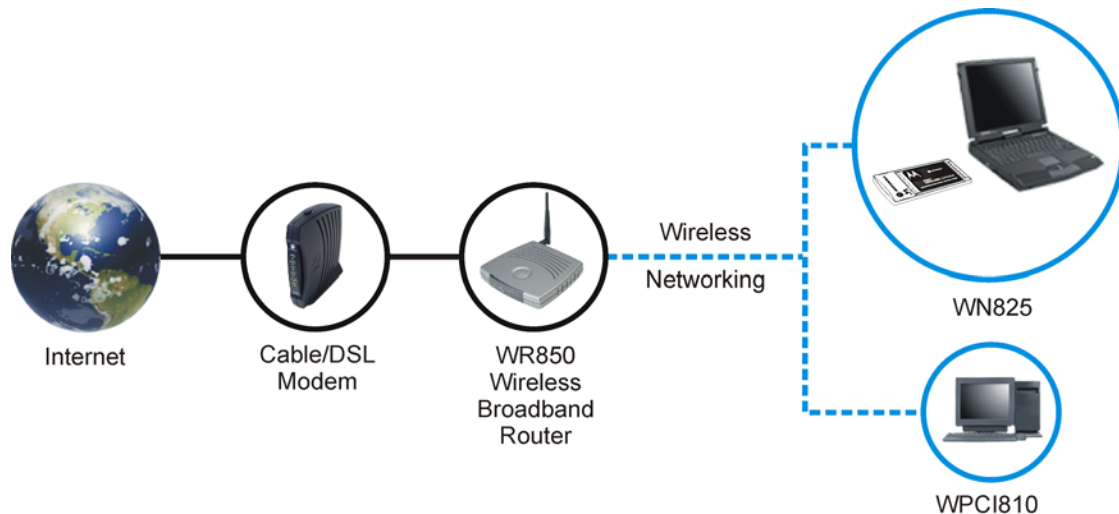 Internet
Cable/DSL
Modem
WR850
Wireless
Broadband
Router
Wireless
Networking
WN825
WPCI810